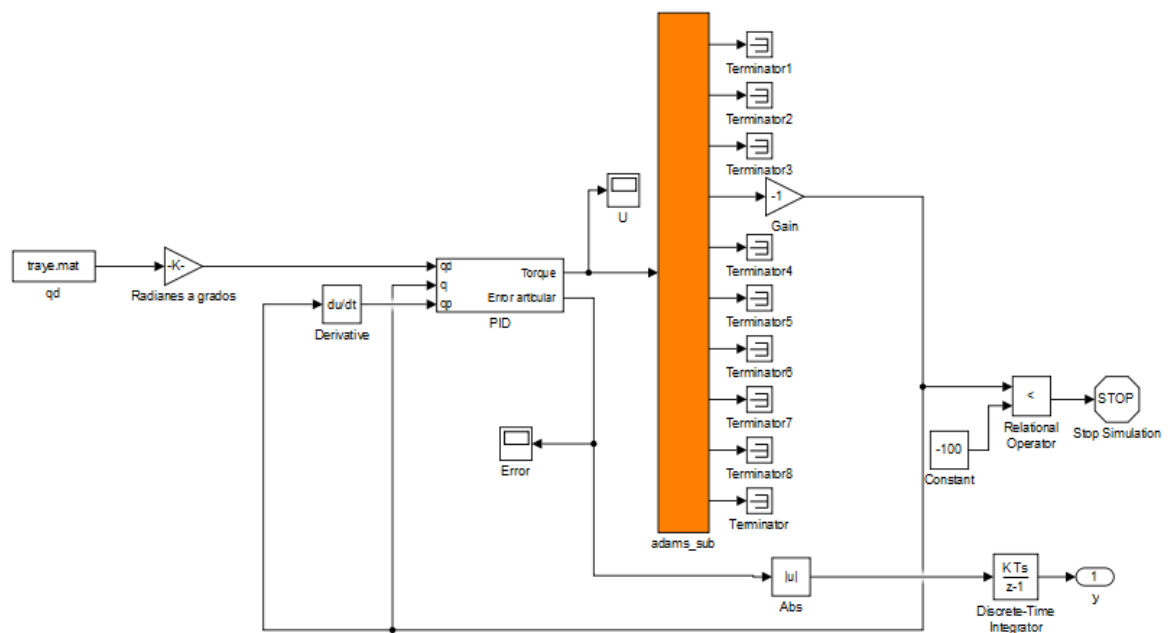 Terminator1
Terminator2
Terminator3
U
-1
Gain
traye.mat
qd
-K-
Radianes a grados
du/dt
Derivative
qd
q
qp
Torque
Error articular
PID
Terminator4
Terminator5
Terminator6
Terminator7
Terminator8
Terminator
adams_sub
Error
<
Relational
Operator
STOP
Stop Simulation
-100
Constant
|u|
Abs
K Ts
z-1
Discrete-Time
Integrator
1
y